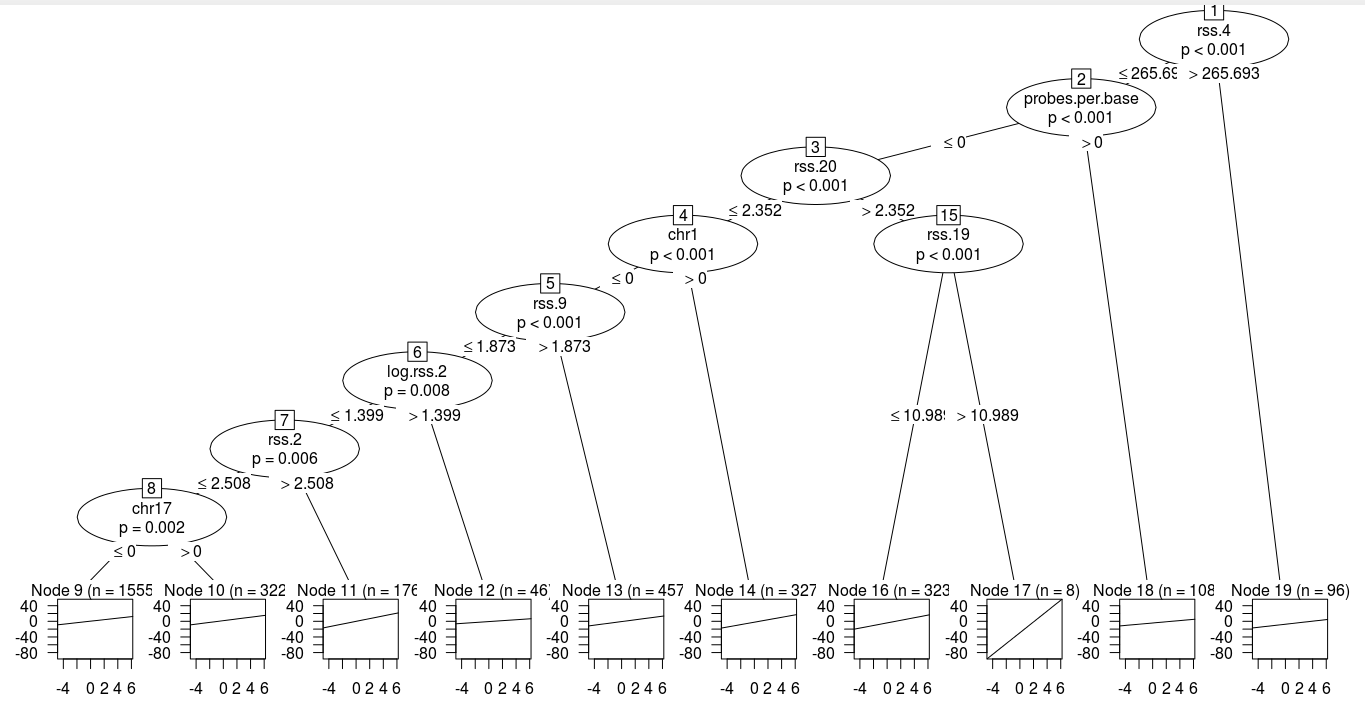 1
rss.4
p < 0.001
≤ 265.69
> 265.693
2
probes.per.base
p < 0.001
≤ 0
> 0
3
rss.20
p < 0.001
≤ 2.352
> 2.352
4
chr1
p < 0.001
≤ 0
> 0
15
rss.19
p < 0.001
≤ 10.989
> 10.989
5
rss.9
p < 0.001
≤ 1.873
> 1.873
6
log.rss.2
p = 0.008
≤ 1.399
> 1.399
7
rss.2
p = 0.006
≤ 2.508
> 2.508
8
chr17
p = 0.002
≤ 0
> 0
Node 9 (n = 1555
40
0
-40
-80
-4 0 2 4 6
Node 10 (n = 322
40
0
-40
-80
-4 0 2 4 6
Node 11 (n = 176
40
0
-40
-80
-4 0 2 4 6
Node 12 (n = 46
40
0
-40
-80
-4 0 2 4 6
Node 13 (n = 457
40
0
-40
-80
-4 0 2 4 6
Node 14 (n = 327
40
0
-40
-80
-4 0 2 4 6
Node 16 (n = 323
40
0
-40
-80
-4 0 2 4 6
Node 17 (n = 8)
40
0
-40
-80
-4 0 2 4 6
Node 18 (n = 108
40
0
-40
-80
-4 0 2 4 6
Node 19 (n = 96)
40
0
-40
-80
-4 0 2 4 6